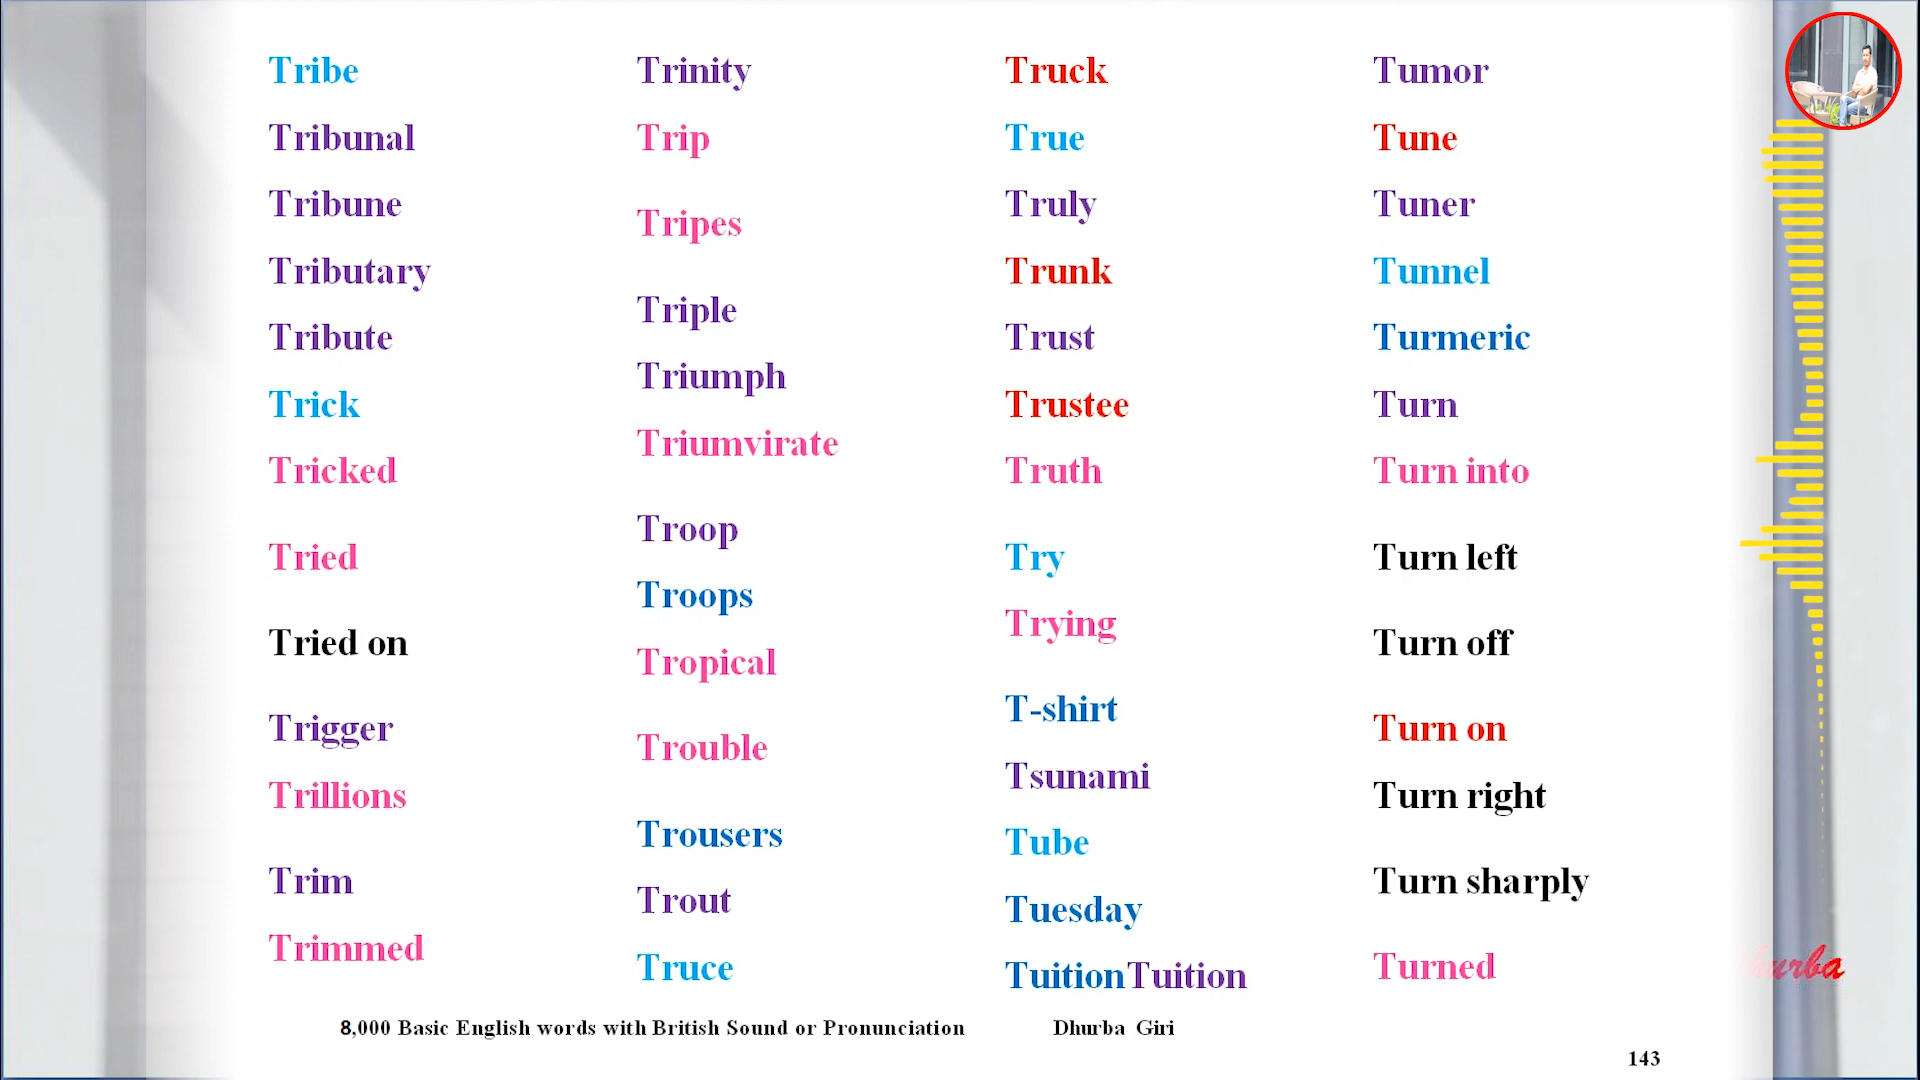 Tribe
Tribunal
Tribune
Tributary
Tribute
Trick
Tricked
Tried
Tried on
Trigger
Trillions
Trim
Trimmed
Trinity
Trip
Tripes
Triple
Triumph
Triumvirate
Troop
Troops
Tropical
Trouble
Trousers
Trout
Truce
Truck
True
Truly
Trunk
Trust
Trustee
Truth
Try
Trying
T-shirt
Tsunami
Tube
Tuesday
TuitionTuition
Tumor
Tune
Tuner
Tunnel
Turmeric
Turn
Turn into
Turn left
Turn off
Turn on
Turn right
Turn sharply
Turned
8,000 Basic English words with British Sound or Pronunciation Dhurba Giri
143